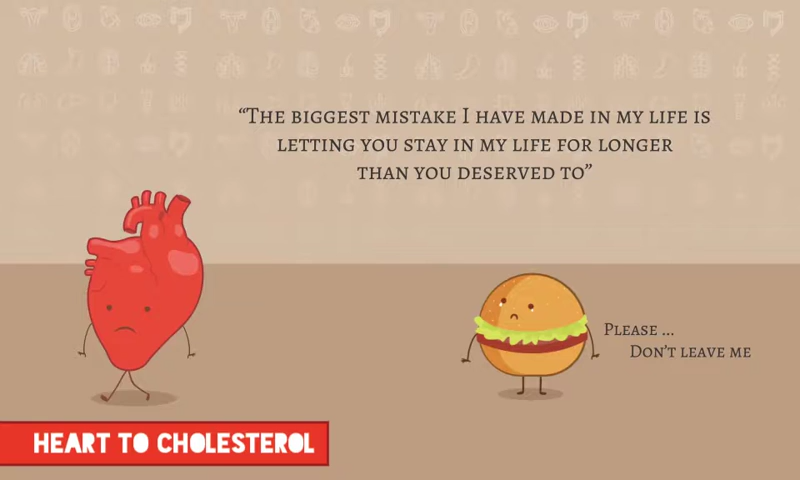 “The biggest mistake I have made in my life is
letting you stay in my life for longer
than you deserved to”
Please ...
Don't leave me
HEART TO CHOLESTEROL